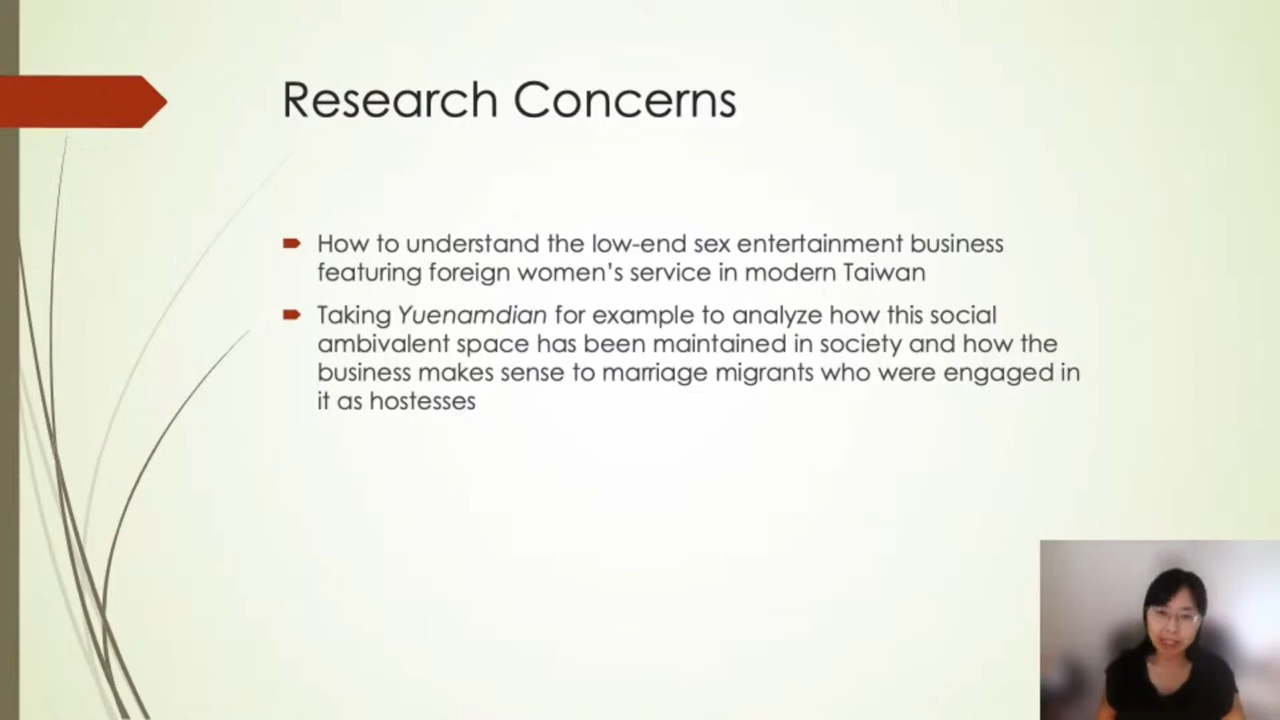 Research Concerns
How to understand the low-end sex entertainment business
featuring foreign women’s service in modern Taiwan
Taking Yuenamdian for example to analyze how this social
ambivalent space has been maintained in society and how the
business makes sense to marriage migrants who were engaged in
it as hostesses